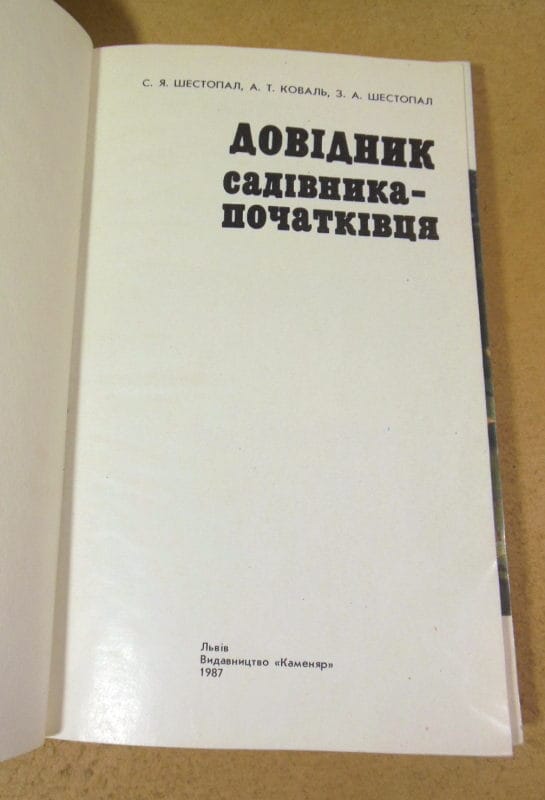 С. Я. ШЕСТОПАЛ, А. Т. КОВАЛЬ, З. А. ШЕСТОПАЛ
ДОВІДНИК
садівника-
початківця
Львів
Видавництво «Каменяр»
1987